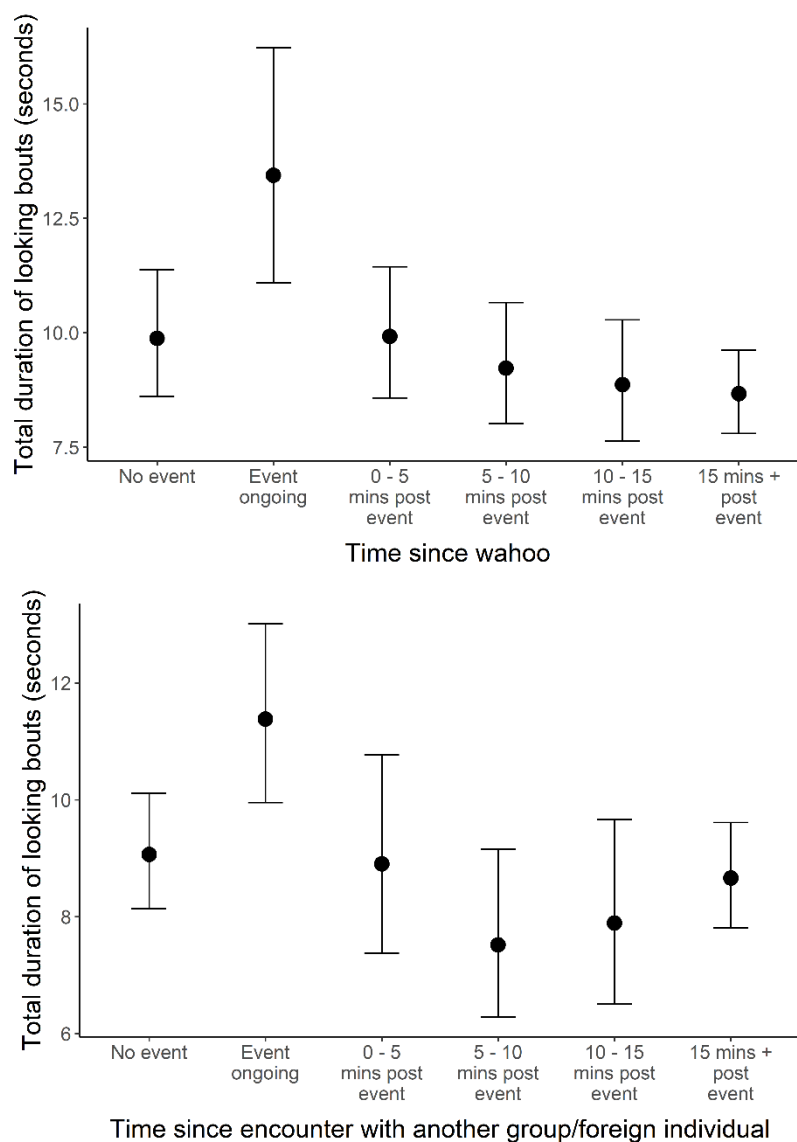 Total duration of looking bouts (seconds)
15.0
12.5
10.0
7.5
No event
Event
ongoing
0 - 5
mins post
event
5 - 10
mins post
event
10 - 15
mins post
event
15 mins +
post
event
Time since wahoo
Total duration of looking bouts (seconds)
12
10
8
6
No event
Event
ongoing
0 - 5
mins post
event
5 - 10
mins post
event
10 - 15
mins post
event
15 mins +
post
event
Time since encounter with another group/foreign individual